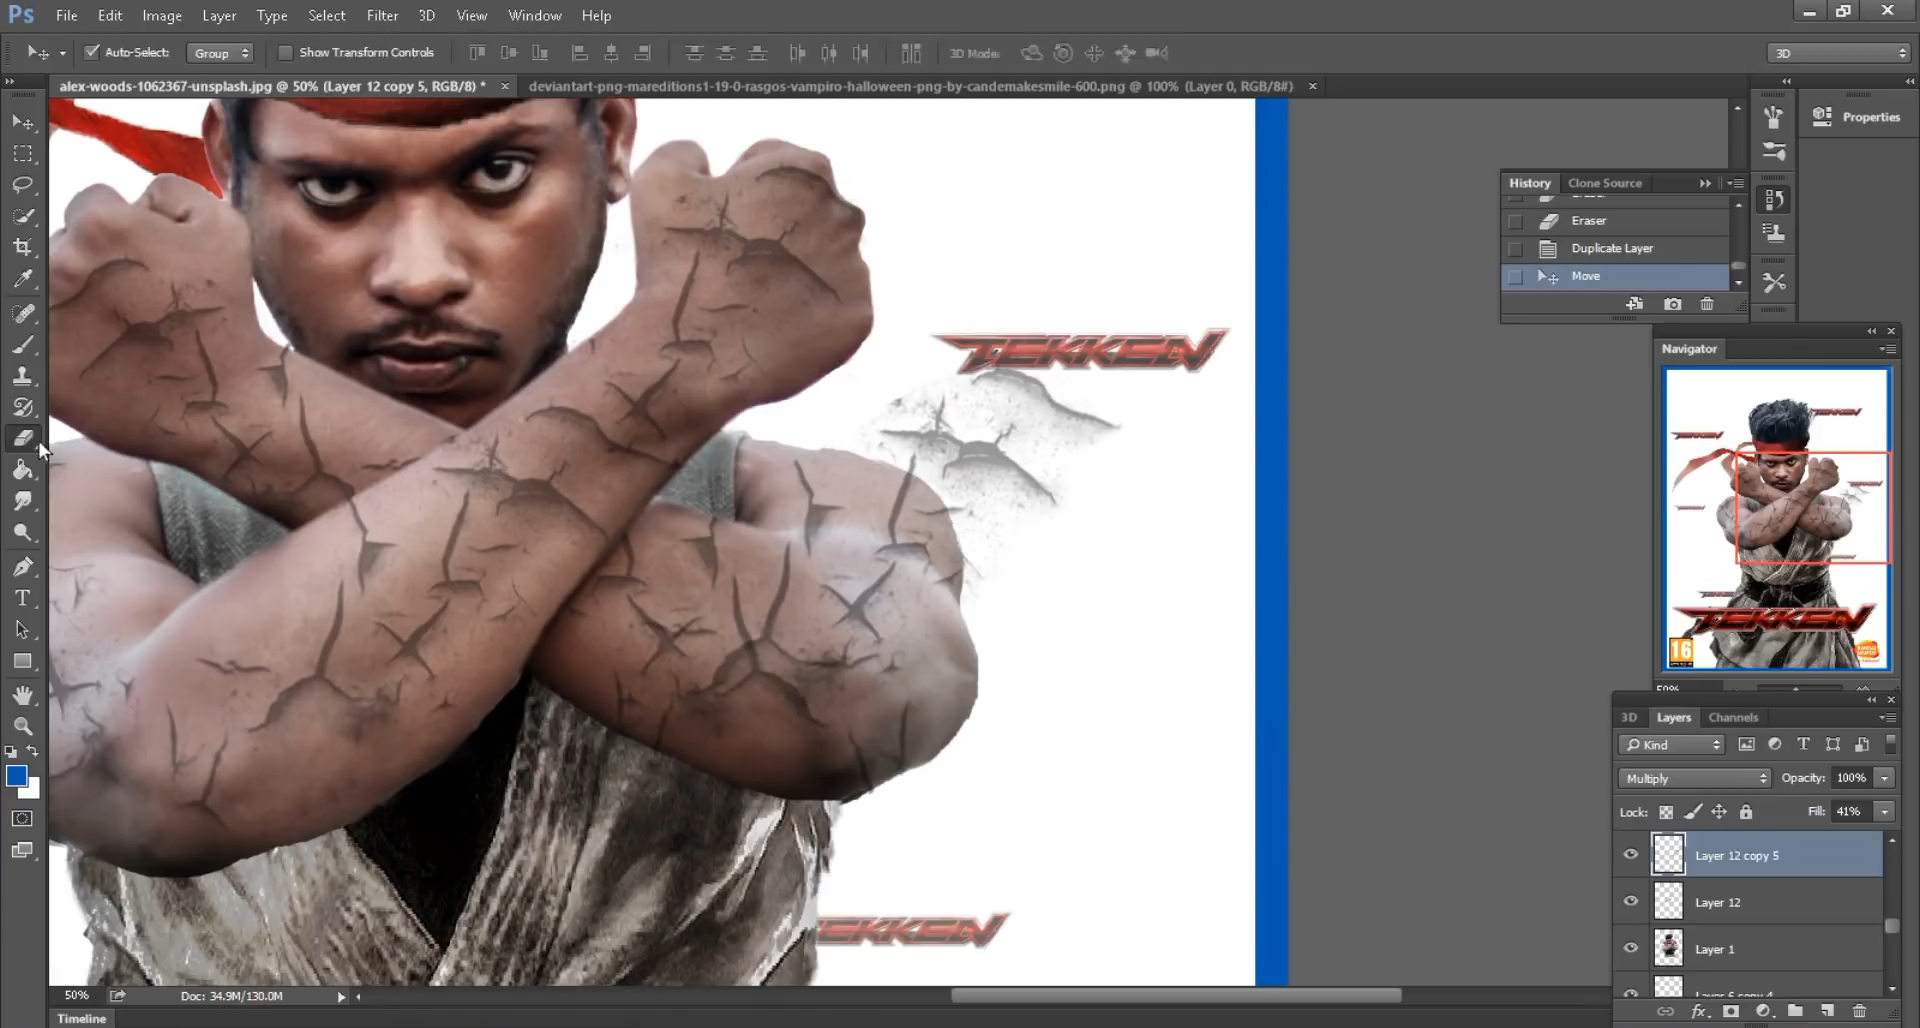 Ps File Edit Image Layer Type Select Filter 3D View Window Help
Auto-Select: Group Show Transform Controls 3D Mode: 3D
alex-woods-1062367-unsplash.jpg @ 50% (Layer 12 copy 5, RGB/8) * × deviantart-png-mareditions1-19-0-rasgos-vampiro-halloween-png-by-candemakesmile-600.png @ 100% (Layer 0, RGB/8#) ×
Properties
History Clone Source
Eraser
Eraser
Duplicate Layer
Move
TEKKEN
Navigator
TEKKEN
16
50%
3D Layers Channels
Kind
Multiply Opacity: 100%
Lock: Fill: 41%
Layer 12 copy 5
Layer 12
Layer 1
Layer 6 copy 4
TEKKEN
50% Doc: 34.9M/130.0M
Timeline